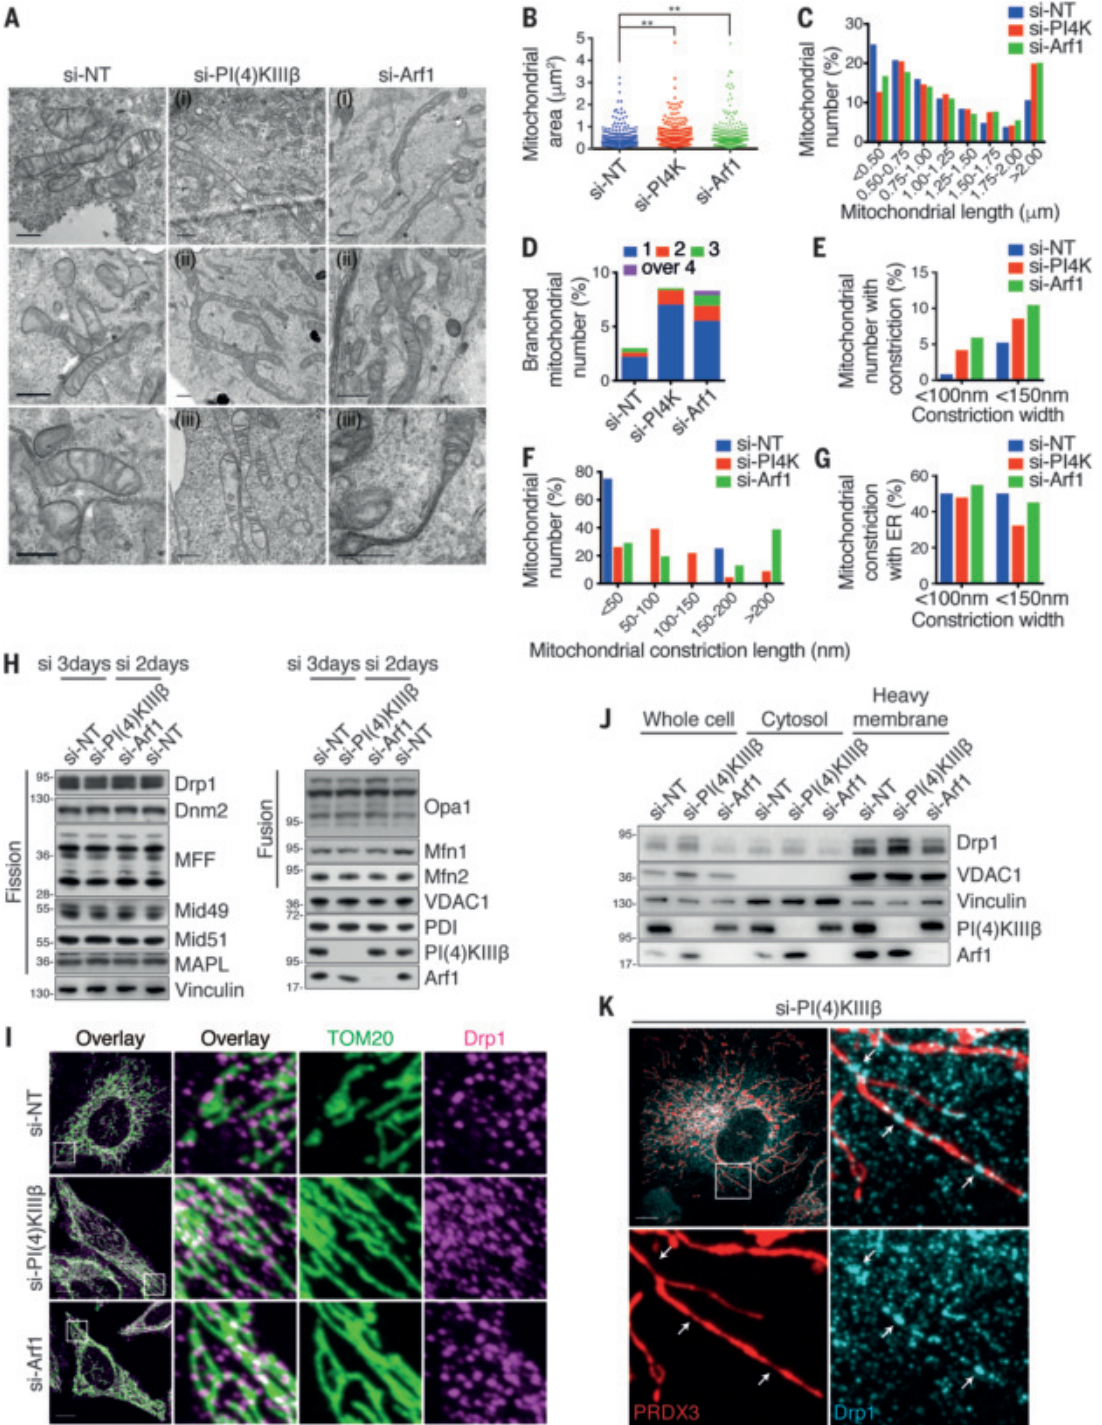 A
si-NT
si-PI(4)KIIIβ
si-Arf1
(i)
(i)
(ii)
(ii)
(iii)
(iii)
B
**
**
Mitochondrial
area (μm²)
5
4
3
2
1
0
si-NT
si-PI4K
si-Arf1
C
si-NT
si-PI4K
si-Arf1
Mitochondrial
number (%)
30
20
10
0
<0.50
0.50-0.75
0.75-1.00
1.00-1.25
1.25-1.50
1.50-1.75
1.75-2.00
>2.00
Mitochondrial length (μm)
D
1 2 3
over 4
Branched
mitochondrial
number (%)
10
5
0
si-NT
si-PI4K
si-Arf1
E
si-NT
si-PI4K
si-Arf1
Mitochondrial
number with
constriction (%)
15
10
5
0
<100nm <150nm
Constriction width
F
si-NT
si-PI4K
si-Arf1
Mitochondrial
number (%)
80
60
40
20
0
<50
50-100
100-150
150-200
>200
Mitochondrial constriction length (nm)
G
si-NT
si-PI4K
si-Arf1
Mitochondrial
constriction
with ER (%)
60
40
20
0
<100nm <150nm
Constriction width
H
si 3days si 2days
si-NT
si-PI(4)KIIIβ
si-Arf1
si-NT
Fission
95-
130-
36-
28-
55-
55-
36-
130-
Drp1
Dnm2
MFF
Mid49
Mid51
MAPL
Vinculin
si 3days si 2days
si-NT
si-PI(4)KIIIβ
si-Arf1
si-NT
Fusion
95-
36-
72-
95-
17-
Opa1
Mfn1
Mfn2
VDAC1
PDI
PI(4)KIIIβ
Arf1
I
Overlay
Overlay
TOM20
Drp1
si-NT
si-PI(4)KIIIβ
si-Arf1
J
Whole cell
Cytosol
Heavy
membrane
si-NT
si-PI(4)KIIIβ
si-Arf1
si-NT
si-PI(4)KIIIβ
si-Arf1
si-NT
si-PI(4)KIIIβ
si-Arf1
95-
36-
130-
95-
17-
Drp1
VDAC1
Vinculin
PI(4)KIIIβ
Arf1
K
si-PI(4)KIIIβ
PRDX3
Drp1